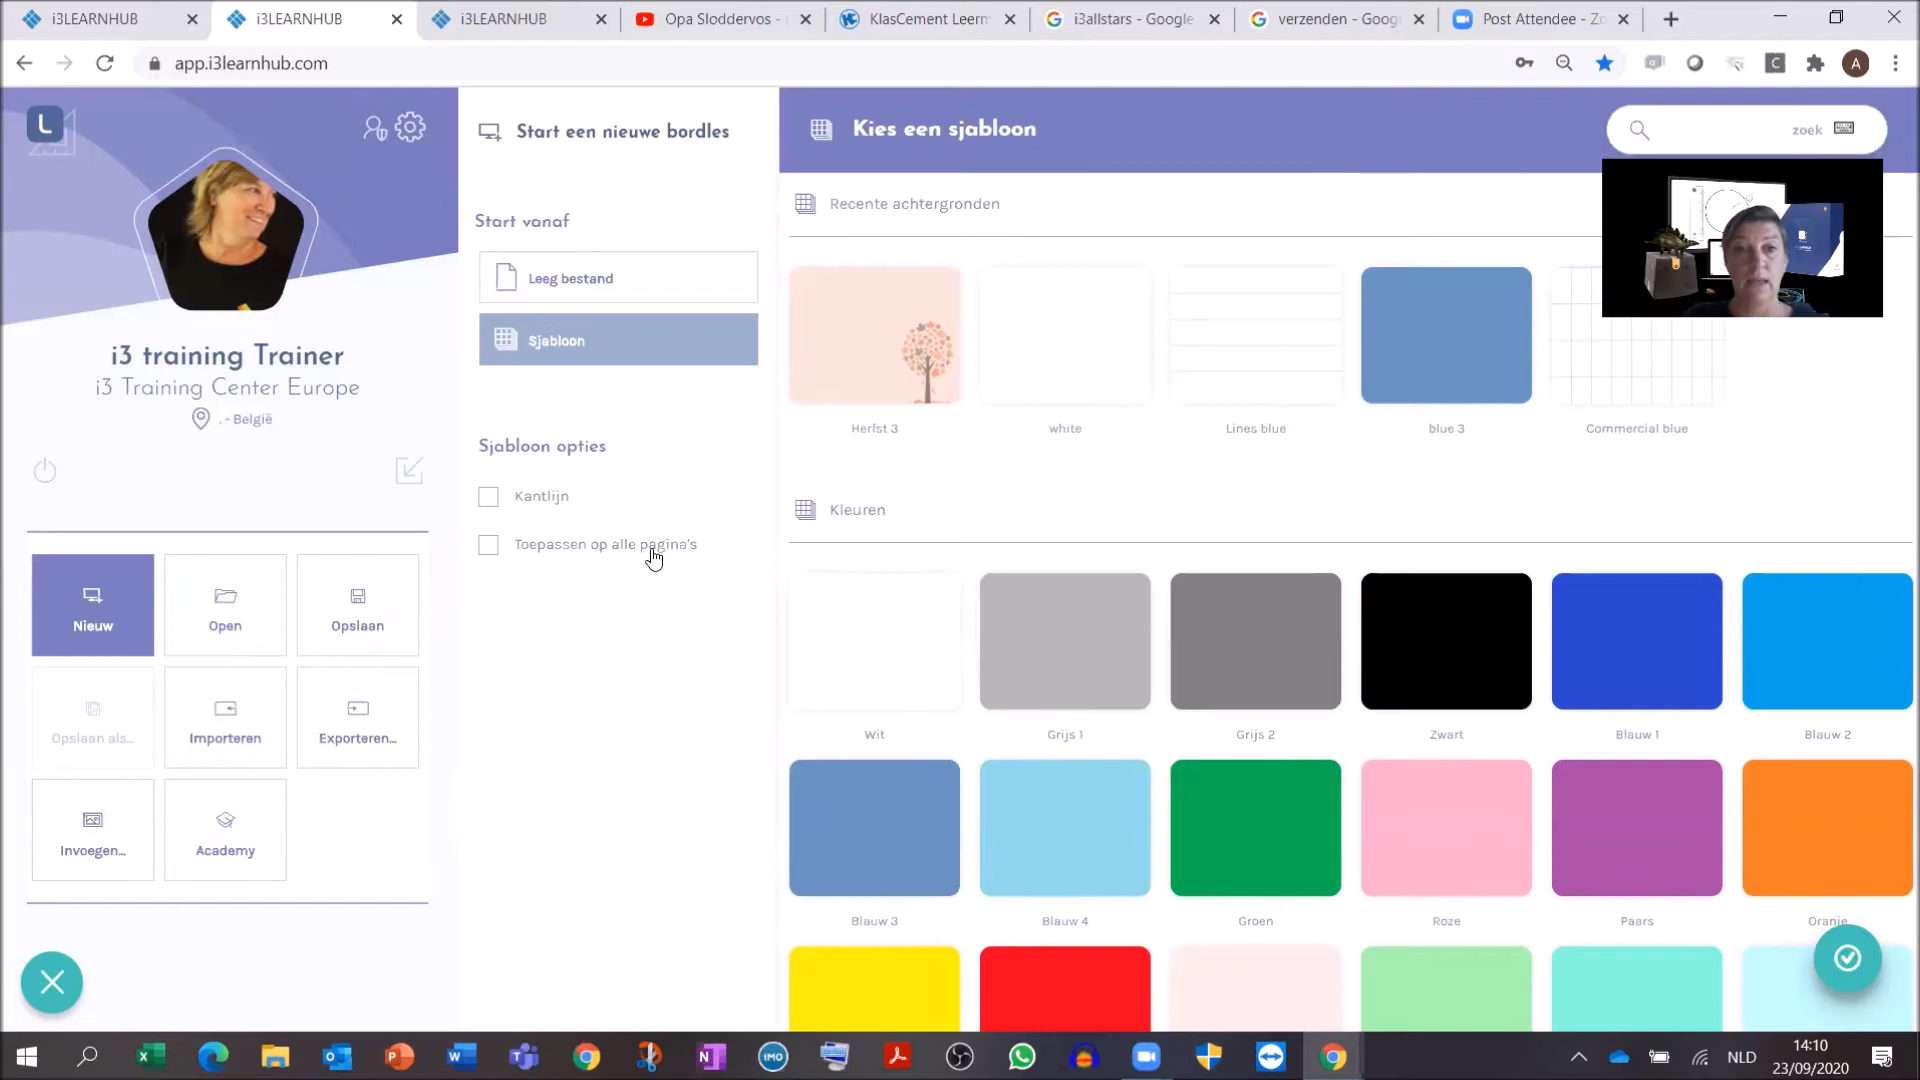 i3LEARNHUB
i3LEARNHUB
i3LEARNHUB
Opa Sloddervos -
KlasCement Leerm
i3allstars - Google
verzenden - Goog
Post Attendee - Zo
app.i3learnhub.com
A
L
i3 training Trainer
i3 Training Center Europe
. - België
Nieuw
Open
Opslaan
Opslaan als...
Importeren
Exporteren...
Invoegen...
Academy
Start een nieuwe bordles
Start vanaf
Leeg bestand
Sjabloon
Sjabloon opties
Kantlijn
Toepassen op alle pagina's
Kies een sjabloon
zoek
Recente achtergronden
Herfst 3
white
Lines blue
blue 3
Commercial blue
Kleuren
Wit
Grijs 1
Grijs 2
Zwart
Blauw 1
Blauw 2
Blauw 3
Blauw 4
Groen
Roze
Paars
Oranje
NLD
14:10
23/09/2020